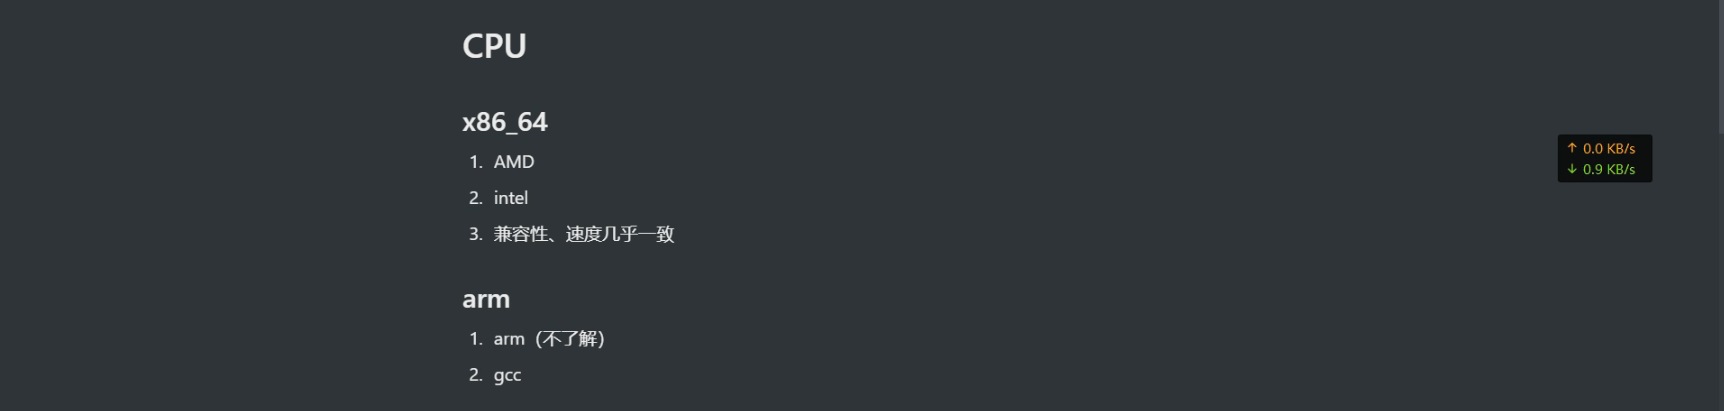 CPU
x86_64
1. AMD
↑ 0.0 KB/s
↓ 0.9 KB/s
2. intel
3. 兼容性、速度几乎一致
arm
1. arm（不了解）
2. gcc